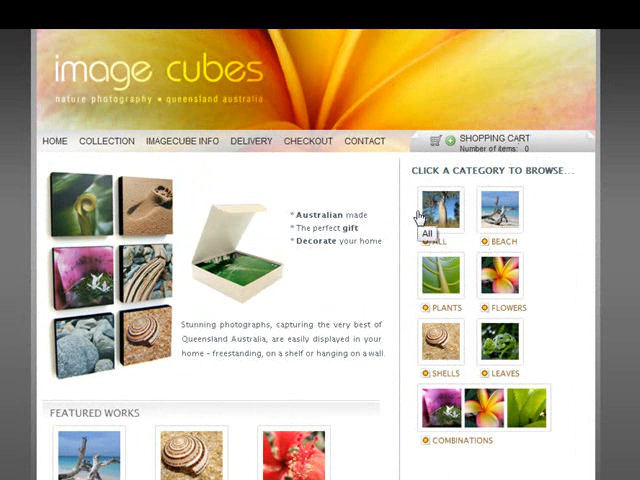 image cubes
nature photography • queensland australia
HOME COLLECTION IMAGECUBE INFO DELIVERY CHECKOUT CONTACT
SHOPPING CART
Number of items: 0
CLICK A CATEGORY TO BROWSE...
* Australian made
* The perfect gift
* Decorate your home
Stunning photographs, capturing the very best of
Queensland Australia, are easily displayed in your
home - freestanding, on a shelf or hanging on a wall.
All
ALL BEACH
PLANTS FLOWERS
SHELLS LEAVES
COMBINATIONS
FEATURED WORKS